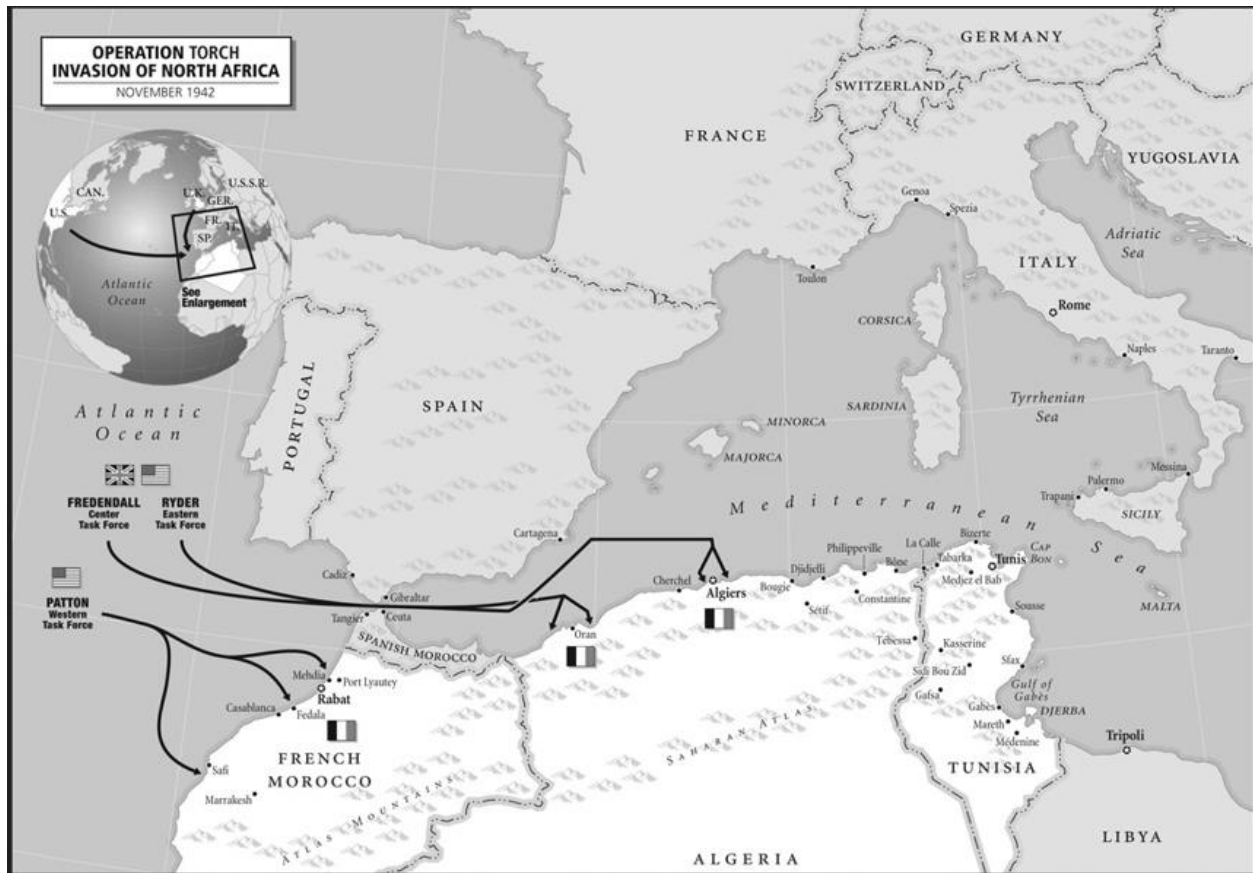 OPERATION TORCH
INVASION OF NORTH AFRICA
NOVEMBER 1942
CAN.
U.S.
U.K.
U.S.S.R.
GER.
FR.
IT.
SP.
Atlantic
Ocean
See
Enlargement
Atlantic
Ocean
FREDENDALL
Center
Task Force
RYDER
Eastern
Task Force
PATTON
Western
Task Force
GERMANY
SWITZERLAND
FRANCE
YUGOSLAVIA
Genoa
Spezia
Adriatic
Sea
ITALY
Toulon
Rome
CORSICA
Naples
Taranto
PORTUGAL
SPAIN
SARDINIA
Tyrrhenian
Sea
MINORCA
MAJORCA
Messina
Palermo
Trapani
SICILY
Mediterranean
Sea
Cartagena
Cadiz
Gibraltar
Tangier
Ceuta
SPANISH MOROCCO
Cherchel
Algiers
Bougie
Djidjelli
Philippeville
Bône
La Calle
Tabarka
Bizerte
Tunis
CAP
BON
Medjez el Bab
MALTA
Sétif
Constantine
Sousse
Oran
Tébessa
Kasserine
Sidi Bou Zid
Sfax
Gafsa
Gulf of
Gabès
Gabès
DJERBA
Mareth
Médenine
Tripoli
TUNISIA
Mehdia
Port Lyautey
Rabat
Casablanca
Fedala
FRENCH
MOROCCO
Safi
Marrakesh
ATLAS MOUNTAINS
SAHARAN ATLAS
ALGERIA
LIBYA